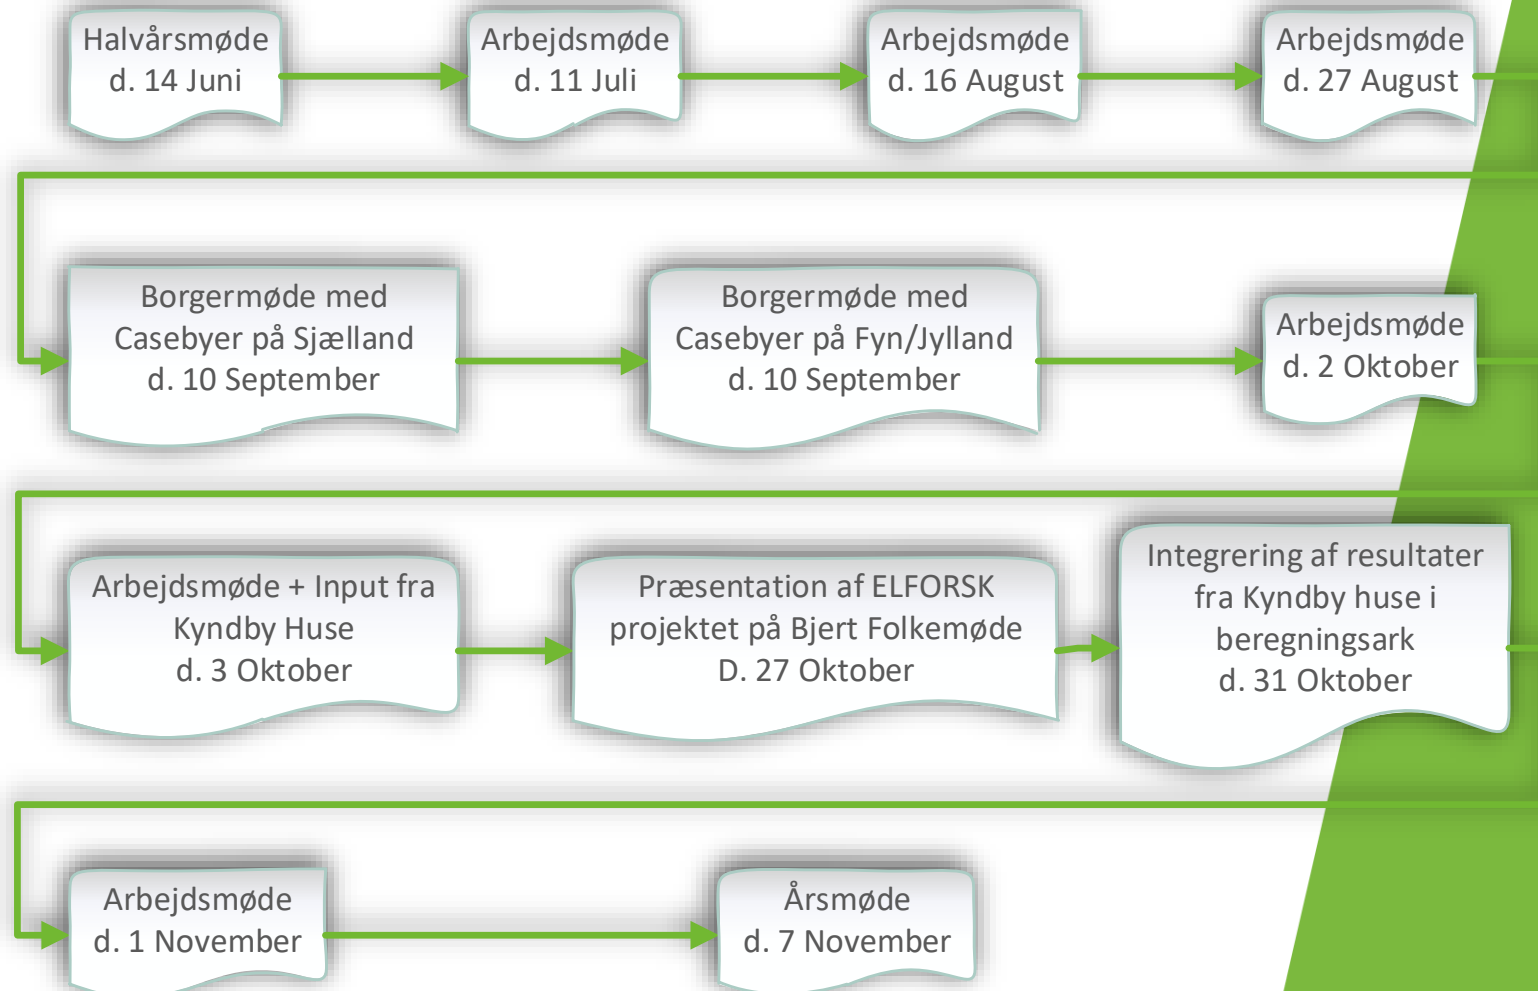 Halvårsmøde
d. 14 Juni
Arbejdsmøde
d. 11 Juli
Arbejdsmøde
d. 16 August
Arbejdsmøde
d. 27 August
Borgermøde med
Casebyer på Sjælland
d. 10 September
Borgermøde med
Casebyer på Fyn/Jylland
d. 10 September
Arbejdsmøde
d. 2 Oktober
Arbejdsmøde + Input fra
Kyndby Huse
d. 3 Oktober
Præsentation af ELFORSK
projektet på Bjert Folkemøde
D. 27 Oktober
Integrering af resultater
fra Kyndby huse i
beregningsark
d. 31 Oktober
Arbejdsmøde
d. 1 November
Årsmøde
d. 7 November